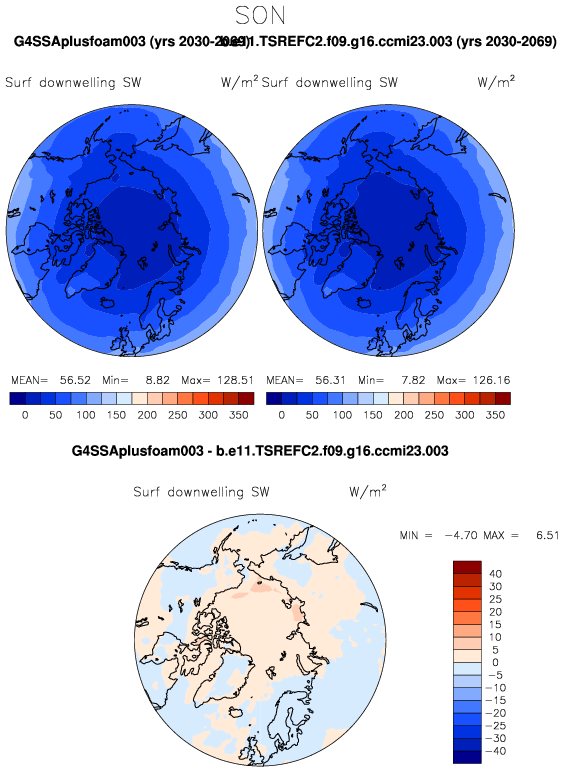 SON
G4SSAplusfoam003 (yrs 2030-2069) b.e11.TSREFC2.f09.g16.ccmi23.003 (yrs 2030-2069)
Surf downwelling SW W/m² Surf downwelling SW W/m²
MEAN= 56.52 Min= 8.82 Max= 128.51 MEAN= 56.31 Min= 7.82 Max= 126.16
0 50 100 150 200 250 300 350 0 50 100 150 200 250 300 350
G4SSAplusfoam003 - b.e11.TSREFC2.f09.g16.ccmi23.003
Surf downwelling SW W/m²
MIN = -4.70 MAX = 6.51
40
30
25
20
15
10
5
0
-5
-10
-15
-20
-25
-30
-40